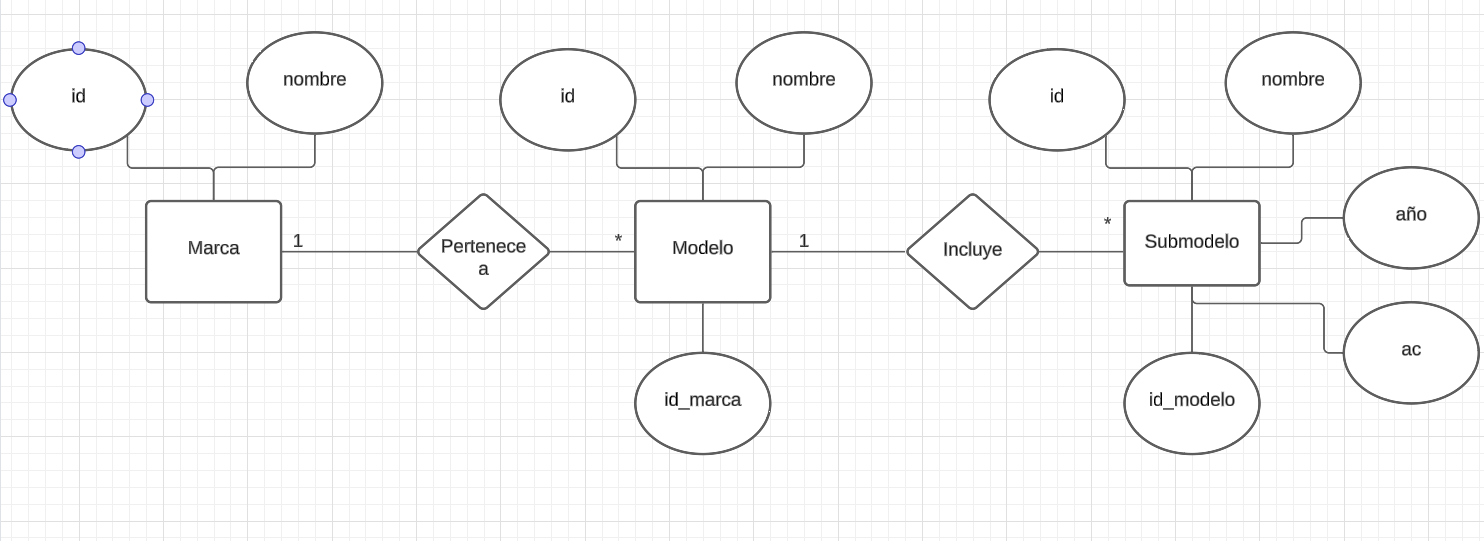 id
nombre
id
nombre
id
nombre
Marca
1
Pertenece
a
*
Modelo
1
Incluye
*
Submodelo
año
ac
id_marca
id_modelo